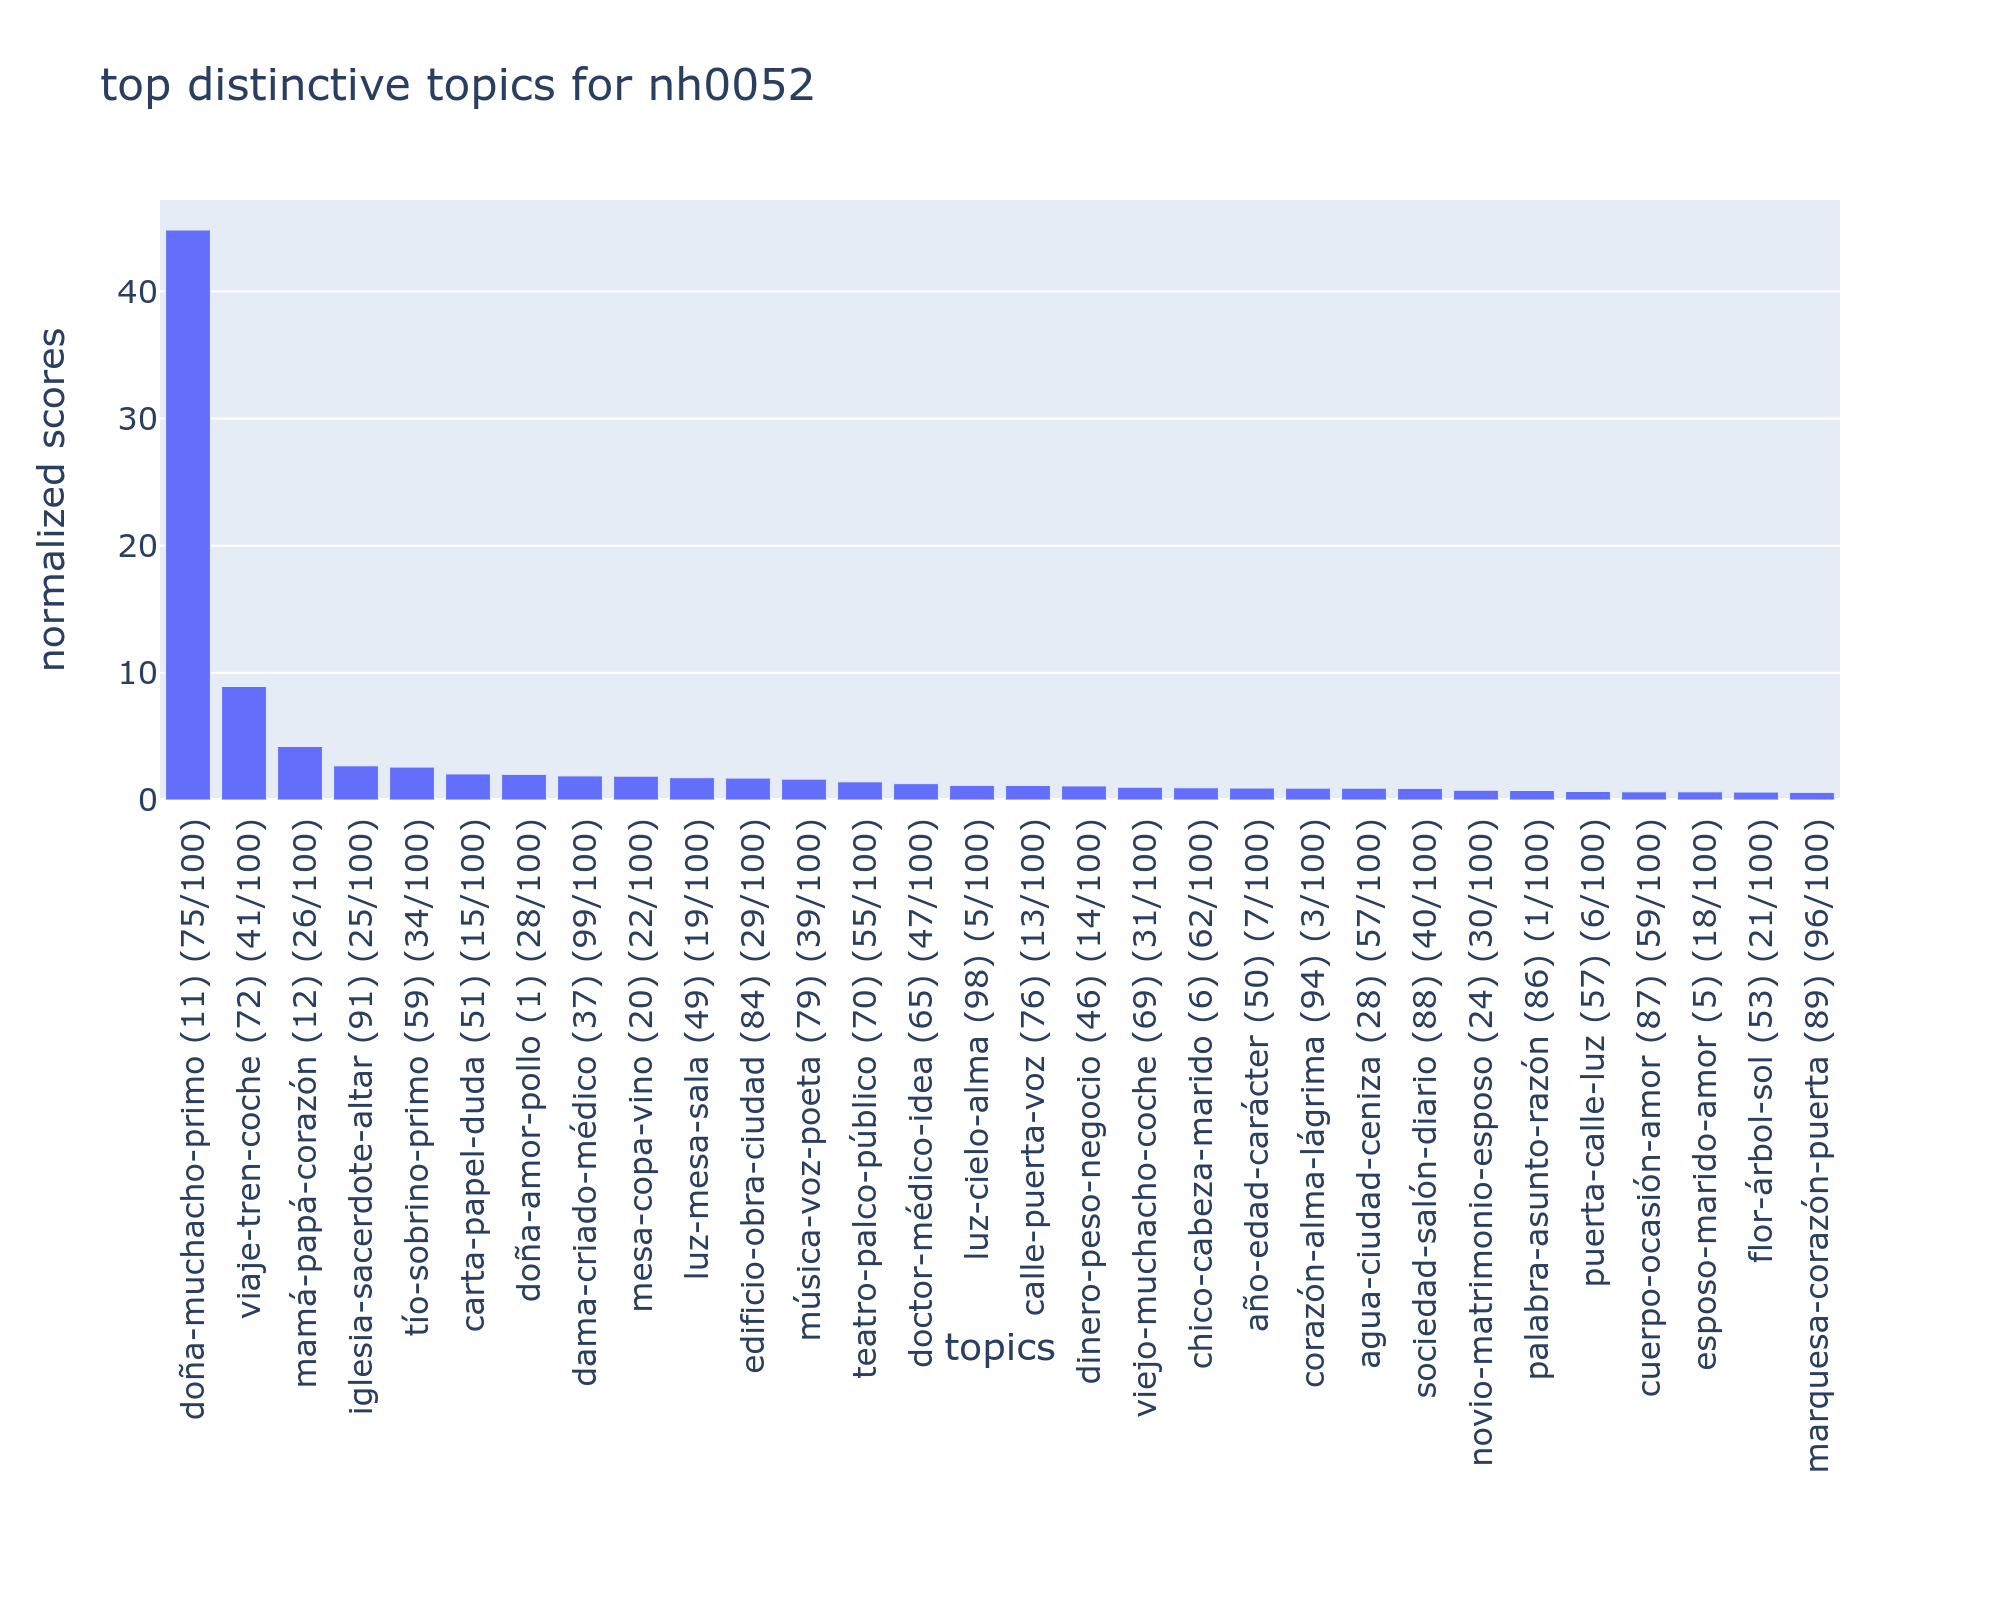 top distinctive topics for nh0052
normalized scores
40
30
20
10
0
doña-muchacho-primo (11) (75/100)
viaje-tren-coche (72) (41/100)
mamá-papá-corazón (12) (26/100)
iglesia-sacerdote-altar (91) (25/100)
tío-sobrino-primo (59) (34/100)
carta-papel-duda (51) (15/100)
doña-amor-pollo (1) (28/100)
dama-criado-médico (37) (99/100)
mesa-copa-vino (20) (22/100)
luz-mesa-sala (49) (19/100)
edificio-obra-ciudad (84) (29/100)
música-voz-poeta (79) (39/100)
teatro-palco-público (70) (55/100)
doctor-médico-idea (65) (47/100)
luz-cielo-alma (98) (5/100)
calle-puerta-voz (76) (13/100)
dinero-peso-negocio (46) (14/100)
viejo-muchacho-coche (69) (31/100)
chico-cabeza-marido (6) (62/100)
año-edad-carácter (50) (7/100)
corazón-alma-lágrima (94) (3/100)
agua-ciudad-ceniza (28) (57/100)
sociedad-salón-diario (88) (40/100)
novio-matrimonio-esposo (24) (30/100)
palabra-asunto-razón (86) (1/100)
puerta-calle-luz (57) (6/100)
cuerpo-ocasión-amor (87) (59/100)
esposo-marido-amor (5) (18/100)
flor-árbol-sol (53) (21/100)
marquesa-corazón-puerta (89) (96/100)
topics